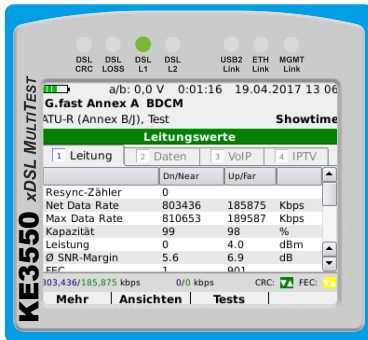 DSL CRC
DSL LOSS
DSL L1
DSL L2
USB2 Link
ETH Link
MGMT Link
KE3550 xDSL MULTITEST
a/b: 0,0 V 0:01:16 19.04.2017 13 06
G.fast Annex A BDCM
ATU-R (Annex B/J), Test Showtime
Leitungswerte
1 Leitung 2 Daten 3 VoIP 4 IPTV
Dn/Near Up/Far
Resync-Zähler 0
Net Data Rate 803436 185875 Kbps
Max Data Rate 810653 189587 Kbps
Kapazität 99 98 %
Leistung 0 4.0 dBm
Ø SNR-Margin 5.6 6.9 dB
FEC 1 901
303,436/185,875 kbps 0/0 kbps CRC: FEC:
Mehr Ansichten Tests